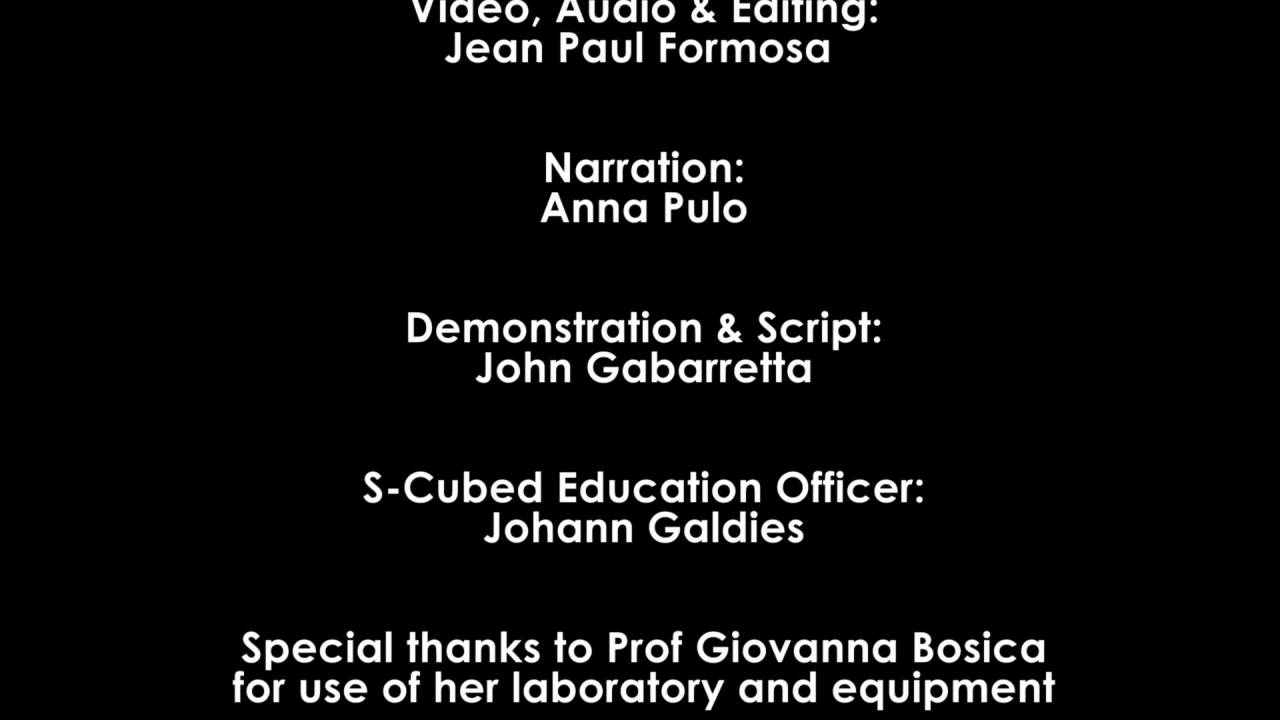 Video, Audio & Editing:
Jean Paul Formosa
Narration:
Anna Pulo
Demonstration & Script:
John Gabarretta
S-Cubed Education Officer:
Johann Galdies
Special thanks to Prof Giovanna Bosica
for use of her laboratory and equipment